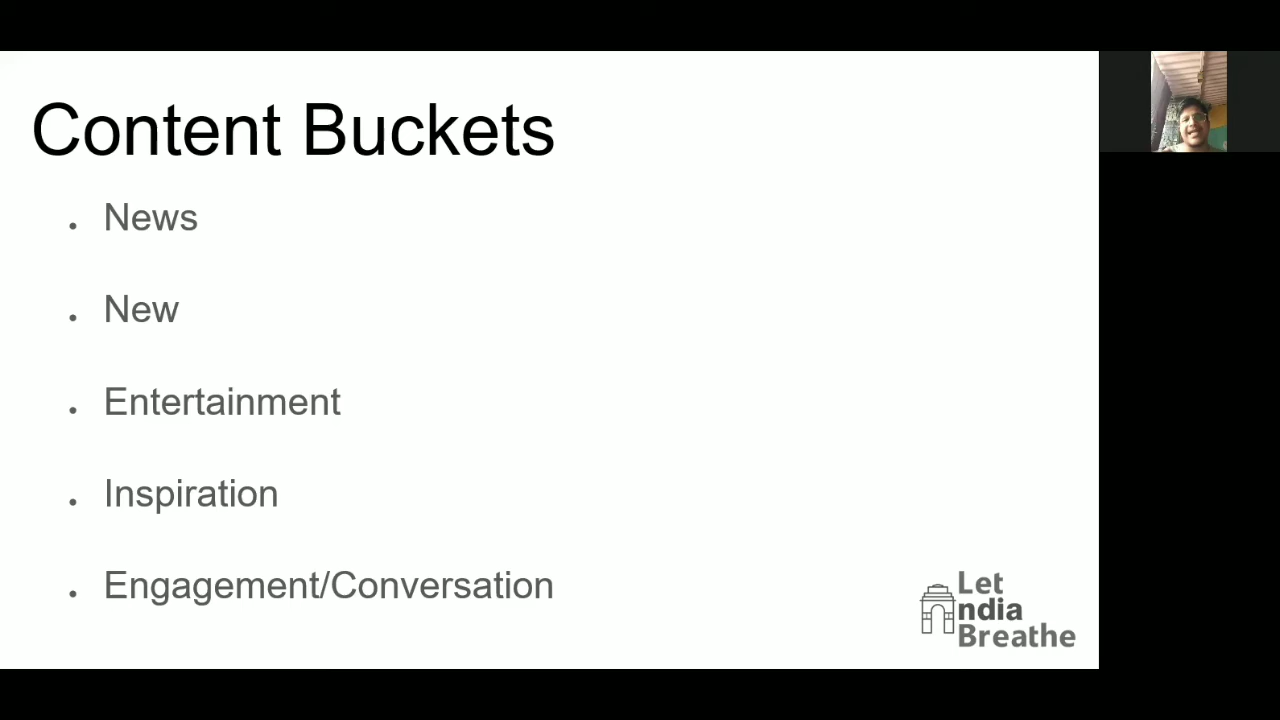 Content Buckets
• News
• New
• Entertainment
• Inspiration
• Engagement/Conversation
Let
ndia
Breathe